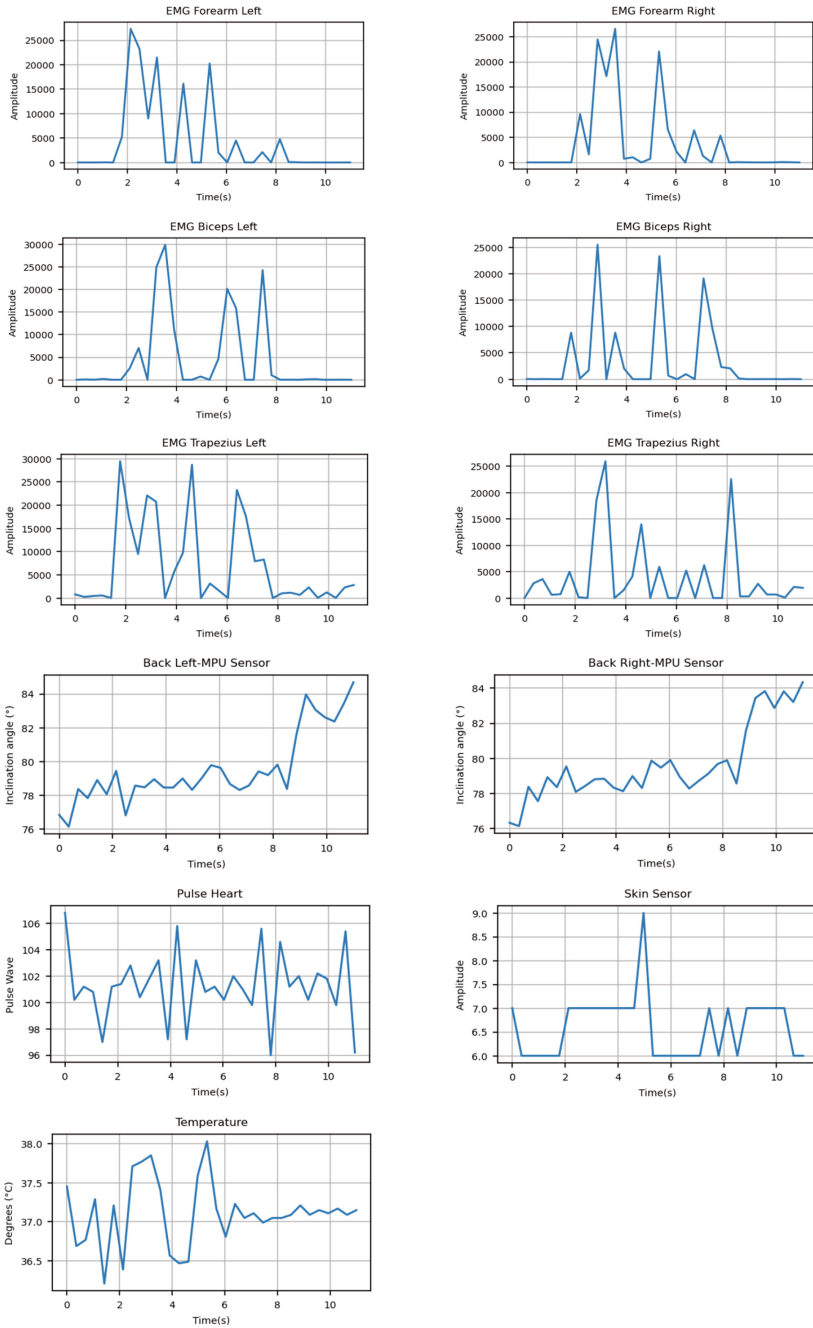 EMG Forearm Left
25000
20000
15000
10000
5000
0
Amplitude
0 2 4 6 8 10
Time(s)
EMG Forearm Right
25000
20000
15000
10000
5000
0
Amplitude
0 2 4 6 8 10
Time(s)
EMG Biceps Left
30000
25000
20000
15000
10000
5000
0
Amplitude
0 2 4 6 8 10
Time(s)
EMG Biceps Right
25000
20000
15000
10000
5000
0
Amplitude
0 2 4 6 8 10
Time(s)
EMG Trapezius Left
30000
25000
20000
15000
10000
5000
0
Amplitude
0 2 4 6 8 10
Time(s)
EMG Trapezius Right
25000
20000
15000
10000
5000
0
Amplitude
0 2 4 6 8 10
Time(s)
Back Left-MPU Sensor
84
82
80
78
76
Inclination angle (°)
0 2 4 6 8 10
Time(s)
Back Right-MPU Sensor
84
82
80
78
76
Inclination angle (°)
0 2 4 6 8 10
Time(s)
Pulse Heart
106
104
102
100
98
96
Pulse Wave
0 2 4 6 8 10
Time(s)
Skin Sensor
9.0
8.5
8.0
7.5
7.0
6.5
6.0
Amplitude
0 2 4 6 8 10
Time(s)
Temperature
38.0
37.5
37.0
36.5
Degrees (°C)
0 2 4 6 8 10
Time(s)